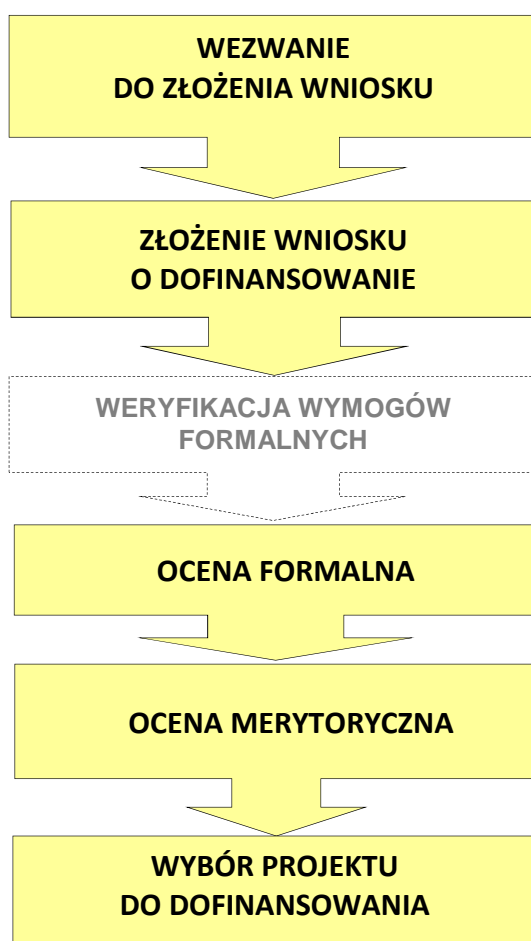 WEZWANIE
DO ZŁOŻENIA WNIOSKU
ZŁOŻENIE WNIOSKU
O DOFINANSOWANIE
WERYFIKACJA WYMOGÓW
FORMALNYCH
OCENA FORMALNA
OCENA MERYTORYCZNA
WYBÓR PROJEKTU
DO DOFINANSOWANIA